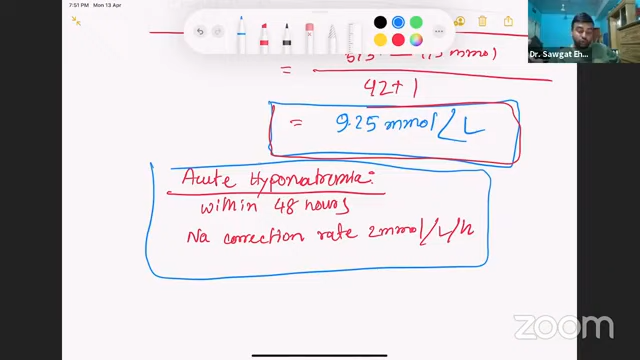 7:51 PM Mon 13 Apr
Dr. Sawgat Eh...
=
42+1
= 9.25 mmol/L
Acute Hyponatremia:
within 48 hours
Na correction rate 2mmol/L/h
zoom